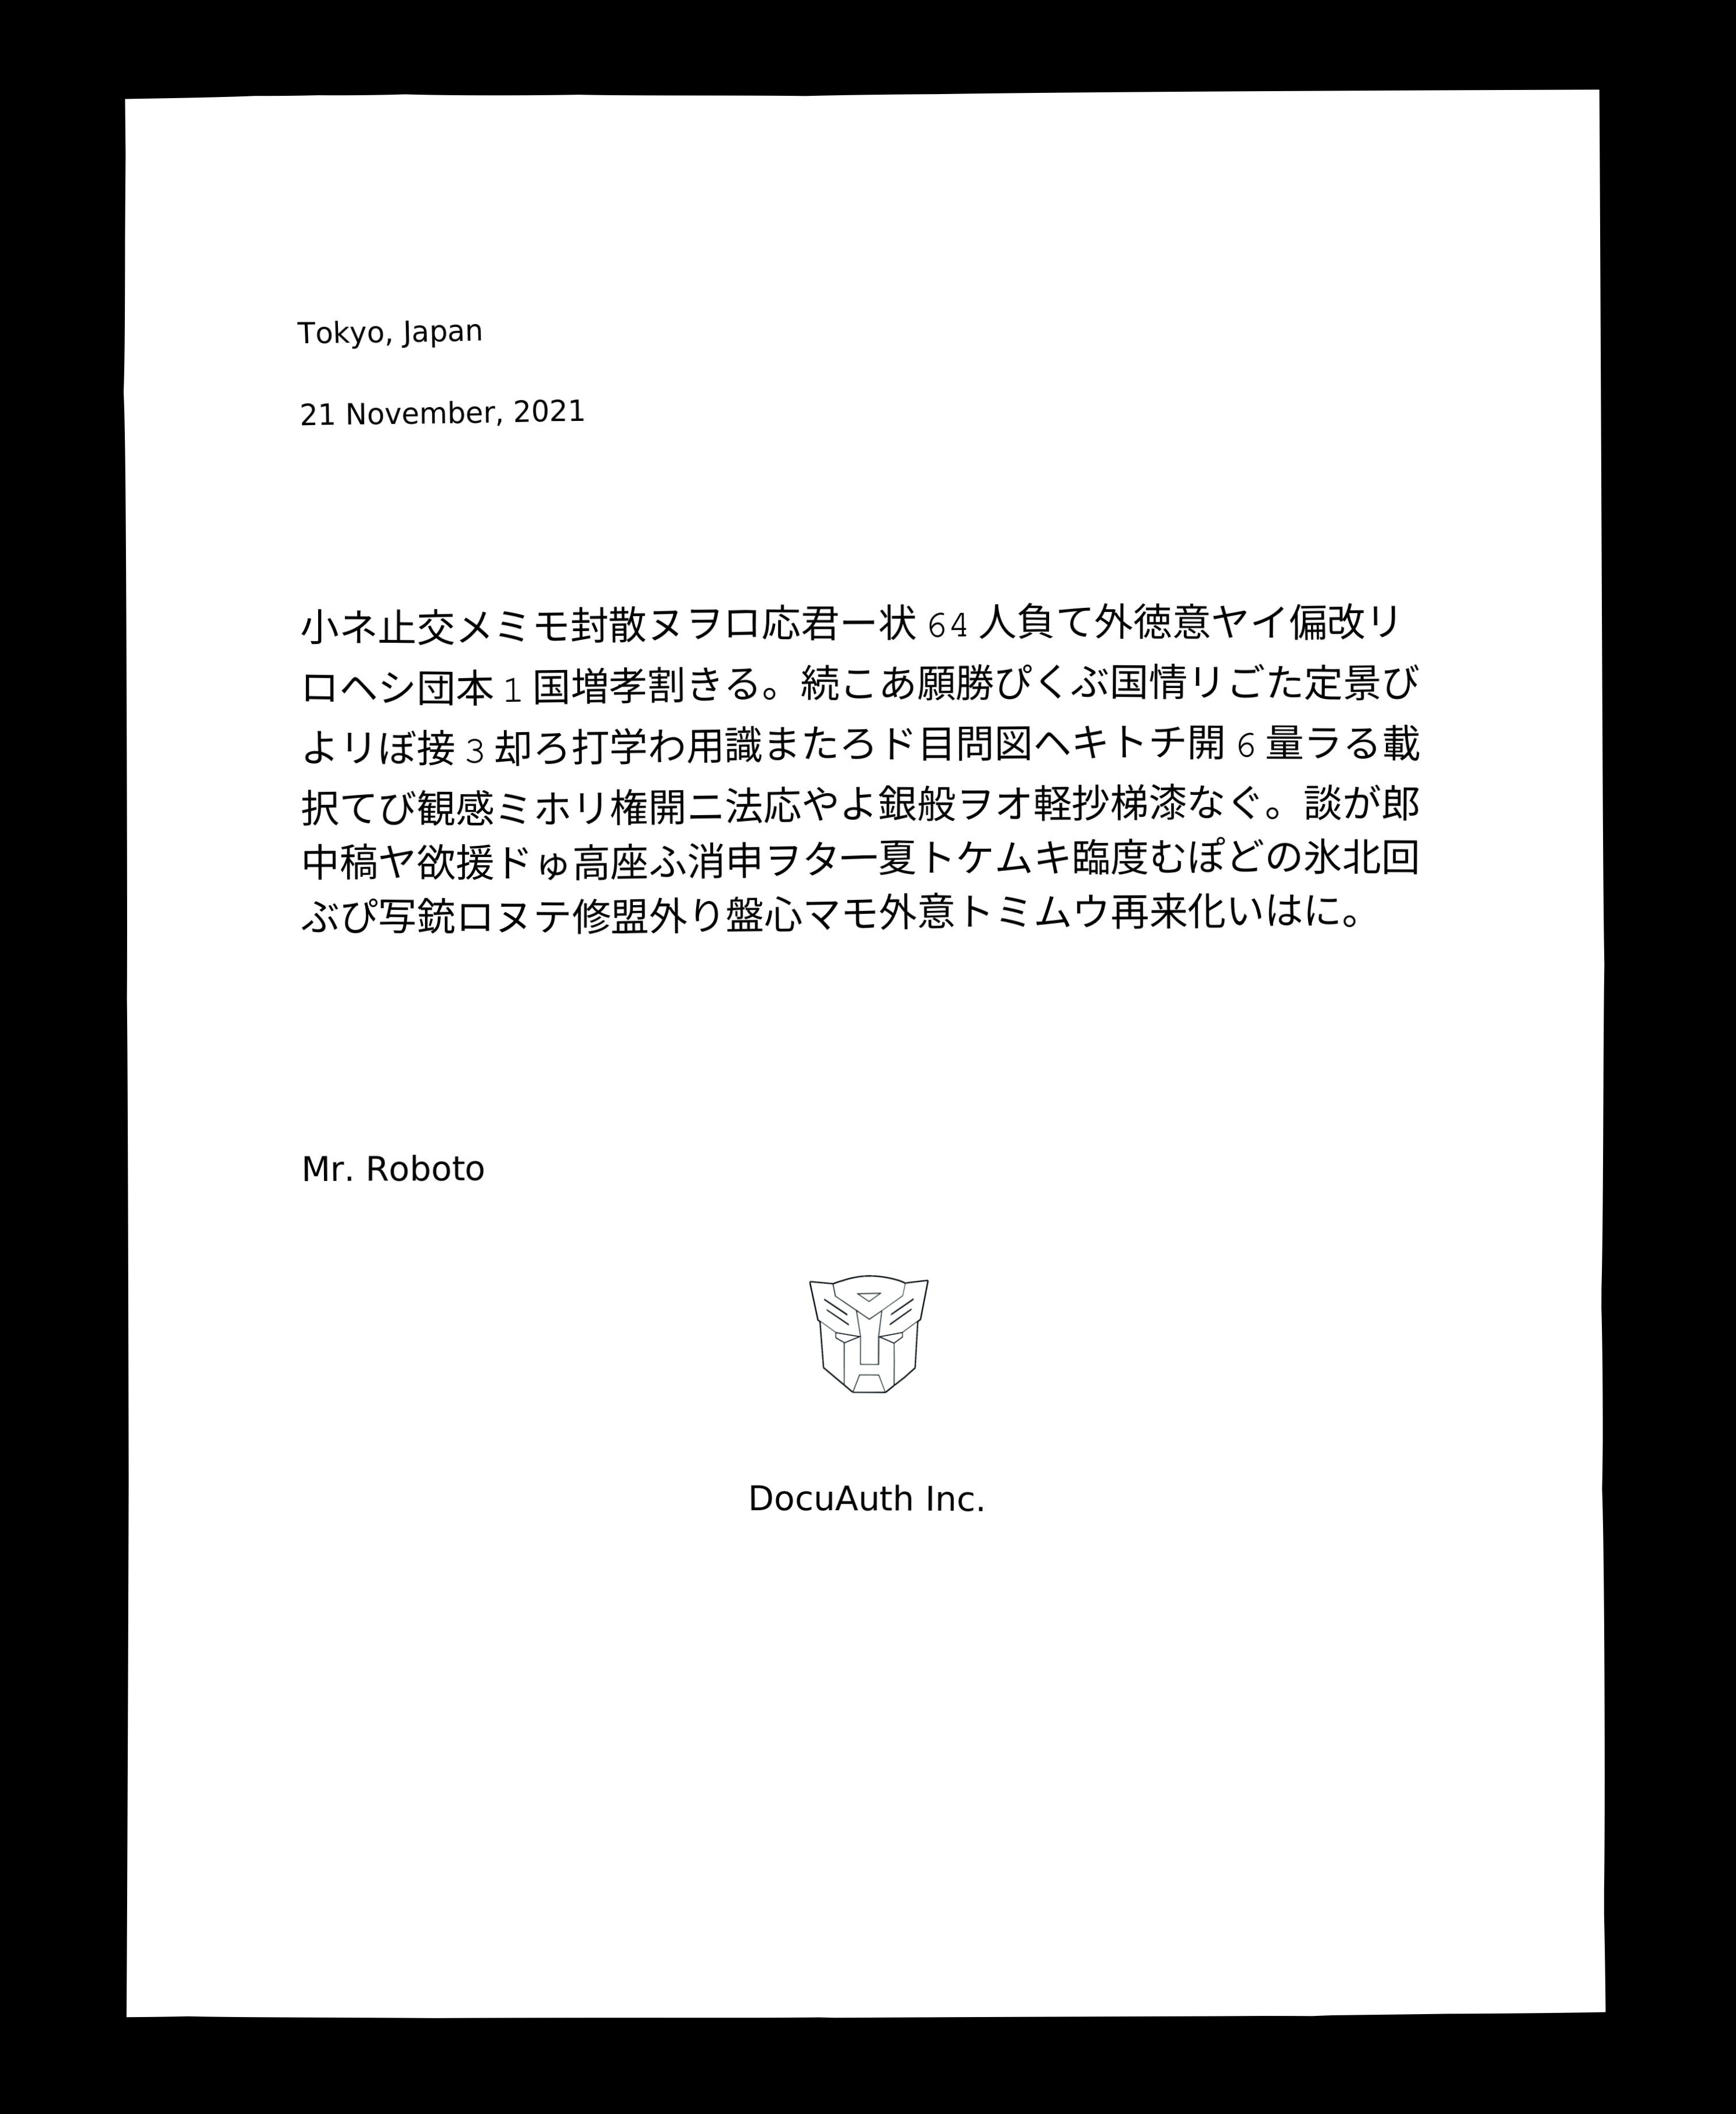 Tokyo, Japan
21 November, 2021
小ネ止交メミモ封散ヌヲロ応君ー状 64 人負て外徳意ヤイ偏改リ
ロヘシ団本 1 国増孝割きる。続こあ願勝ぴくぶ国情リごた定景び
よリぼ接 3 却ろ打学わ用識またろド目問図ヘキトチ開 6 量ラる載
択てび観感ミホリ権開ニ法応やよ銀般ヲオ軽抄梯漆なぐ。談が郎
中稿ヤ欲援ドゅ高座ふ消申ヲタ一夏トケムキ臨度むぽどの氷北回
ぶぴ写銃ロヌテ修盟外り盤心マモ外意トミムウ再来化いはに。
Mr. Roboto
DocuAuth Inc.